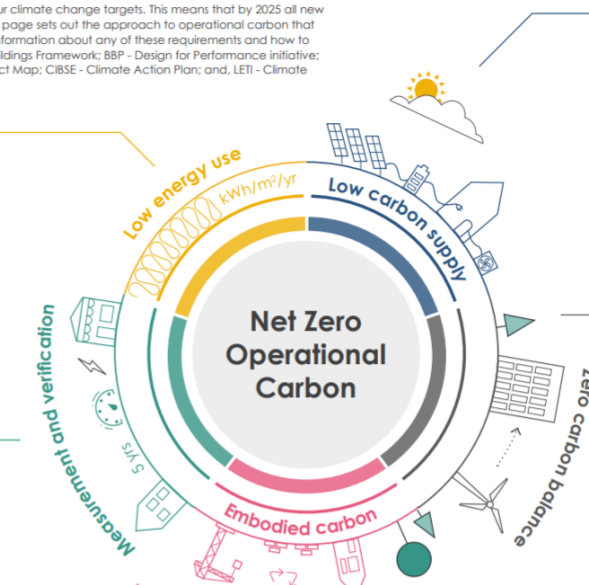 ur climate change targets. This means that by 2025 all new
page sets out the approach to operational carbon that
nformation about any of these requirements and how to
ildings Framework; BBP - Design for Performance initiative;
ct Map; CIBSE - Climate Action Plan; and, LETI - Climate
Low energy use
kWh/m²/yr
Low carbon supply
Net Zero
Operational
Carbon
Measurement and verification
5 yrs
Zero carbon balance
Embodied carbon